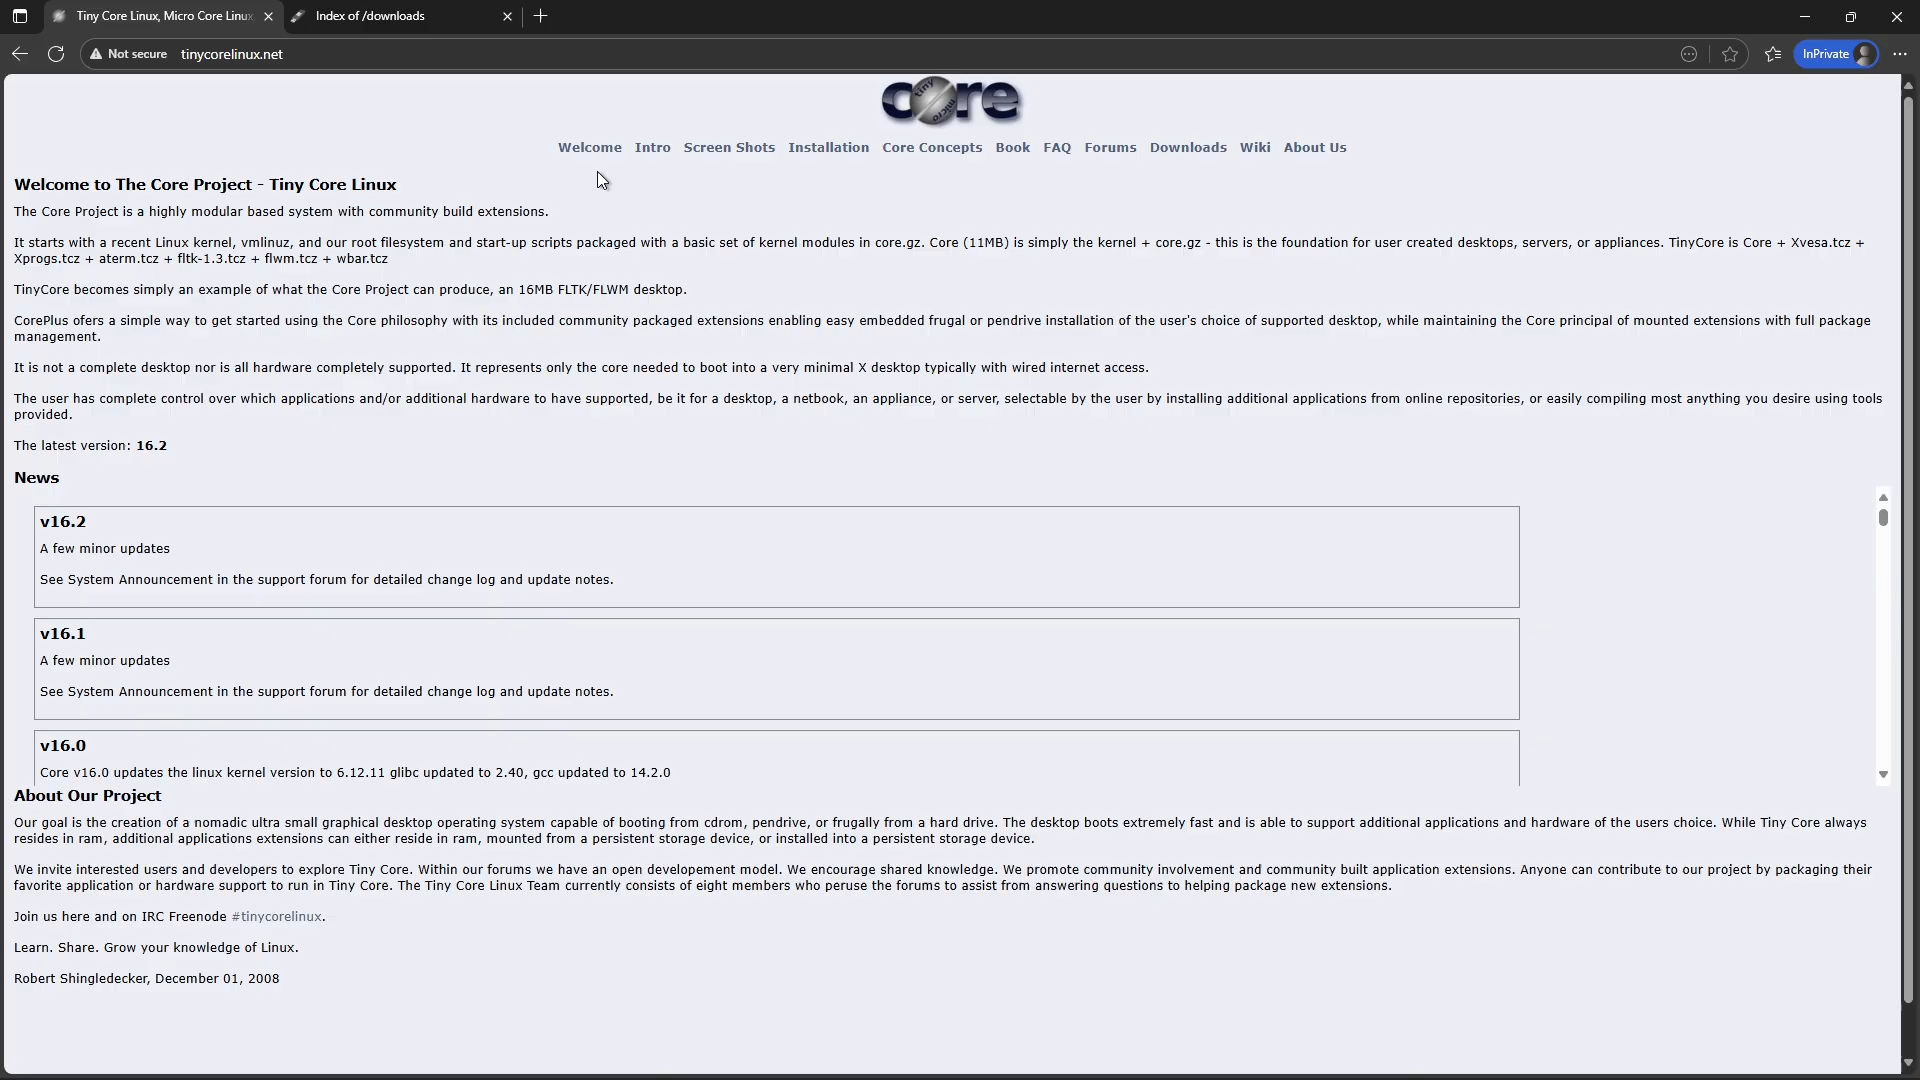 Tiny Core Linux, Micro Core Linux
Index of /downloads
Not secure
tinycorelinux.net
InPrivate
core
tiny
micro
Welcome Intro Screen Shots Installation Core Concepts Book FAQ Forums Downloads Wiki About Us
Welcome to The Core Project - Tiny Core Linux
The Core Project is a highly modular based system with community build extensions.
It starts with a recent Linux kernel, vmlinuz, and our root filesystem and start-up scripts packaged with a basic set of kernel modules in core.gz. Core (11MB) is simply the kernel + core.gz - this is the foundation for user created desktops, servers, or appliances. TinyCore is Core + Xvesa.tcz +
Xprogs.tcz + aterm.tcz + fltk-1.3.tcz + flwm.tcz + wbar.tcz
TinyCore becomes simply an example of what the Core Project can produce, an 16MB FLTK/FLWM desktop.
CorePlus ofers a simple way to get started using the Core philosophy with its included community packaged extensions enabling easy embedded frugal or pendrive installation of the user's choice of supported desktop, while maintaining the Core principal of mounted extensions with full package
management.
It is not a complete desktop nor is all hardware completely supported. It represents only the core needed to boot into a very minimal X desktop typically with wired internet access.
The user has complete control over which applications and/or additional hardware to have supported, be it for a desktop, a netbook, an appliance, or server, selectable by the user by installing additional applications from online repositories, or easily compiling most anything you desire using tools
provided.
The latest version: 16.2
News
v16.2
A few minor updates
See System Announcement in the support forum for detailed change log and update notes.
v16.1
A few minor updates
See System Announcement in the support forum for detailed change log and update notes.
v16.0
Core v16.0 updates the linux kernel version to 6.12.11 glibc updated to 2.40, gcc updated to 14.2.0
About Our Project
Our goal is the creation of a nomadic ultra small graphical desktop operating system capable of booting from cdrom, pendrive, or frugally from a hard drive. The desktop boots extremely fast and is able to support additional applications and hardware of the users choice. While Tiny Core always
resides in ram, additional applications extensions can either reside in ram, mounted from a persistent storage device, or installed into a persistent storage device.
We invite interested users and developers to explore Tiny Core. Within our forums we have an open developement model. We encourage shared knowledge. We promote community involvement and community built application extensions. Anyone can contribute to our project by packaging their
favorite application or hardware support to run in Tiny Core. The Tiny Core Linux Team currently consists of eight members who peruse the forums to assist from answering questions to helping package new extensions.
Join us here and on IRC Freenode #tinycorelinux.
Learn. Share. Grow your knowledge of Linux.
Robert Shingledecker, December 01, 2008